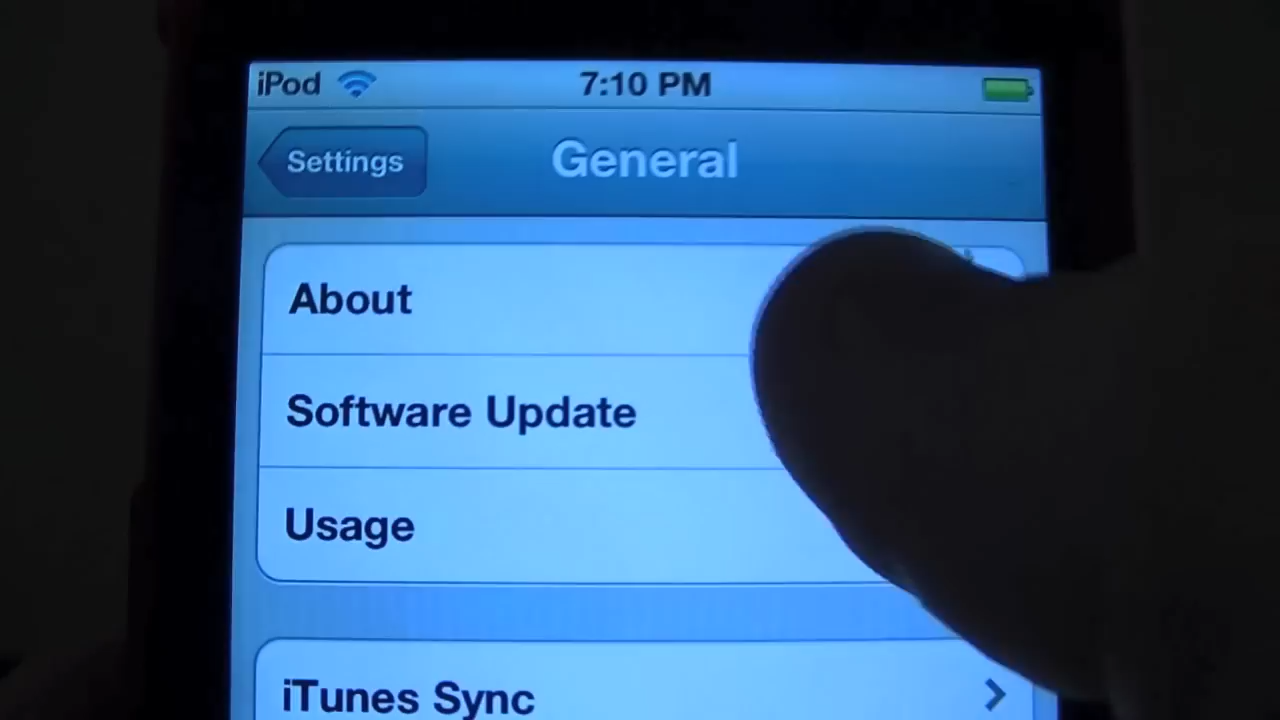 iPod 7:10 PM
Settings General
About
Software Update
Usage
iTunes Sync